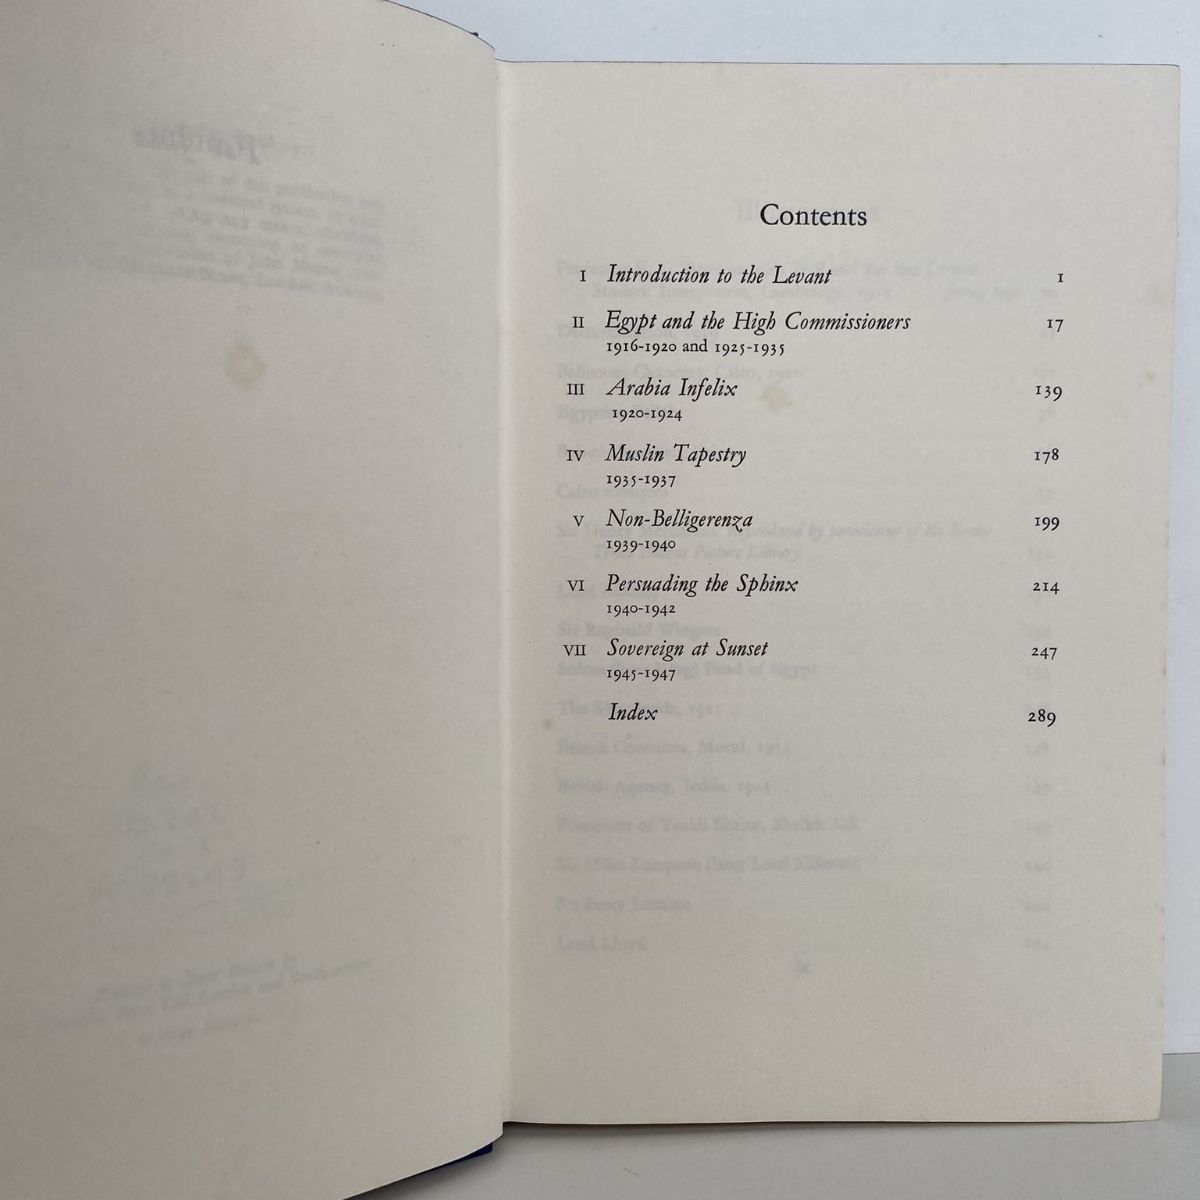 Contents
I Introduction to the Levant 1
II Egypt and the High Commissioners 17
1916-1920 and 1925-1935
III Arabia Infelix 139
1920-1924
IV Muslin Tapestry 178
1935-1937
V Non-Belligerenza 199
1939-1940
VI Persuading the Sphinx 214
1940-1942
VII Sovereign at Sunset 247
1945-1947
Index 289